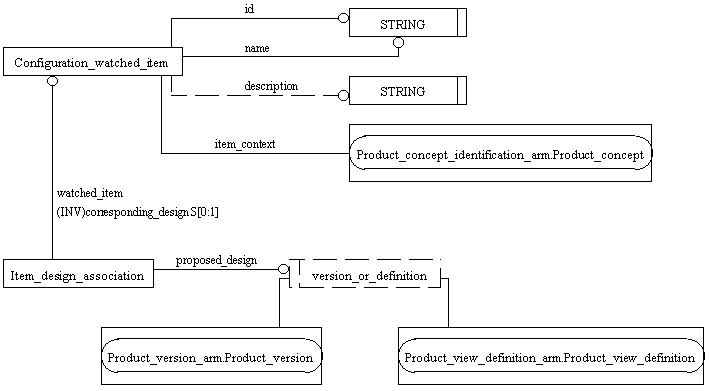 id
STRING
name
Configuration_watched_item
description
STRING
item_context
Product_concept_identification_arm.Product_concept
watched_item
(INV)corresponding_design S[0:1]
proposed_design
Item_design_association
version_or_definition
Product_version_arm.Product_version
Product_view_definition_arm.Product_view_definition